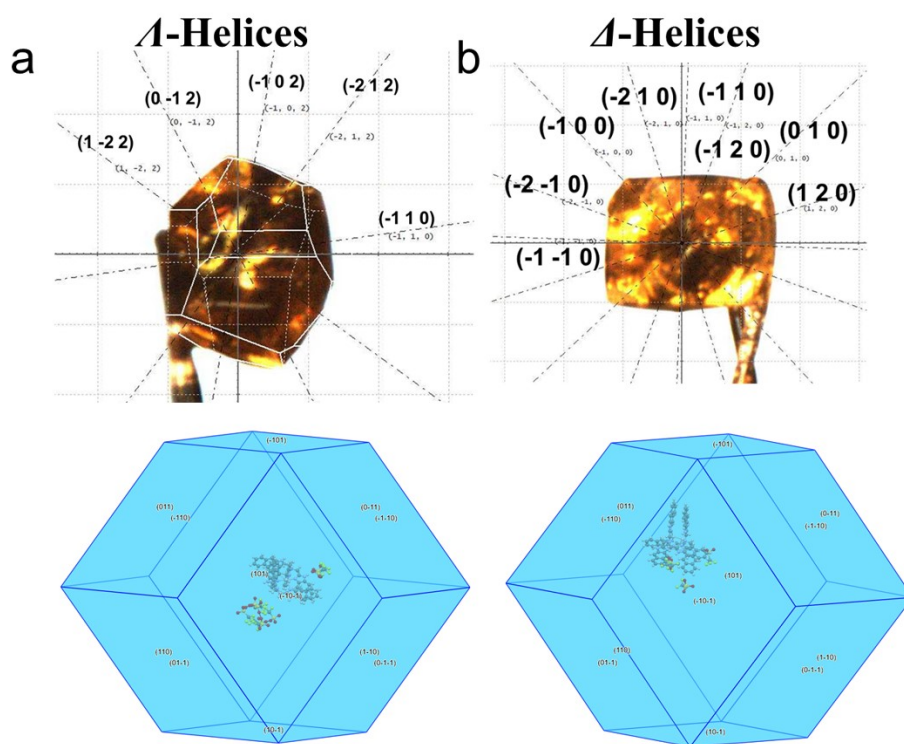 Λ-Helices
Δ-Helices
a
b
(-1 0 2)
(-2 1 2)
(0 -1 2)
(-1, 0, 2)
(0, -1, 2)
(1 -2 2)
(-2, 1, 2)
(1, -2, 2)
(-1 1 0)
(-1, 1, 0)
(-2 1 0)
(-1 1 0)
(-1, 1, 0)
(-2, 1, 0)
(-1, 2, 0)
(-1 0 0)
(0 1 0)
(-1 2 0)
(-1, 0, 0)
(0, 1, 0)
(-2 -1 0)
(1 2 0)
(-2, -1, 0)
(1, 2, 0)
(-1 -1 0)
(-101)
(011)
(0-11)
(-110)
(-1-10)
(101)
(-10-1)
(110)
(1-10)
(01-1)
(0-1-1)
(10-1)
(-101)
(011)
(0-11)
(-110)
(-1-10)
(101)
(-10-1)
(110)
(1-10)
(01-1)
(0-1-1)
(10-1)